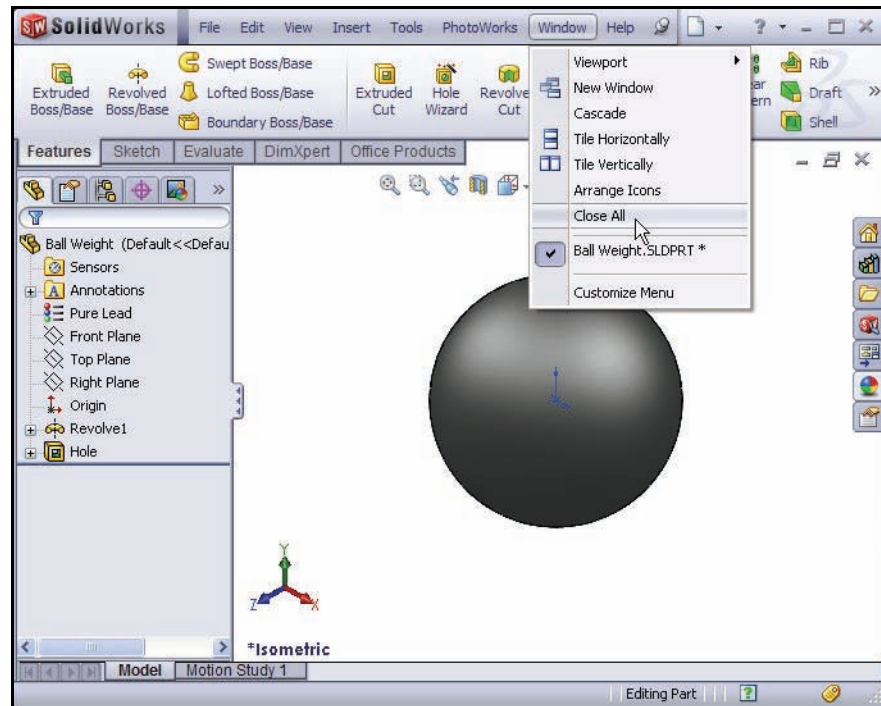 SolidWorks File Edit View Insert Tools PhotoWorks Window Help ?
Extruded Boss/Base
Revolved Boss/Base
Swept Boss/Base
Lofted Boss/Base
Boundary Boss/Base
Extruded Cut
Hole Wizard
Revolve Cut
Rib
Draft
Shell
Features Sketch Evaluate DimXpert Office Products
Viewport
New Window
Cascade
Tile Horizontally
Tile Vertically
Arrange Icons
Close All
Ball Weight.SLDPRT *
Customize Menu
Ball Weight (Default<<Defau
Sensors
Annotations
Pure Lead
Front Plane
Top Plane
Right Plane
Origin
Revolve1
Hole
Y
Z X
*Isometric
Model Motion Study 1
Editing Part ?